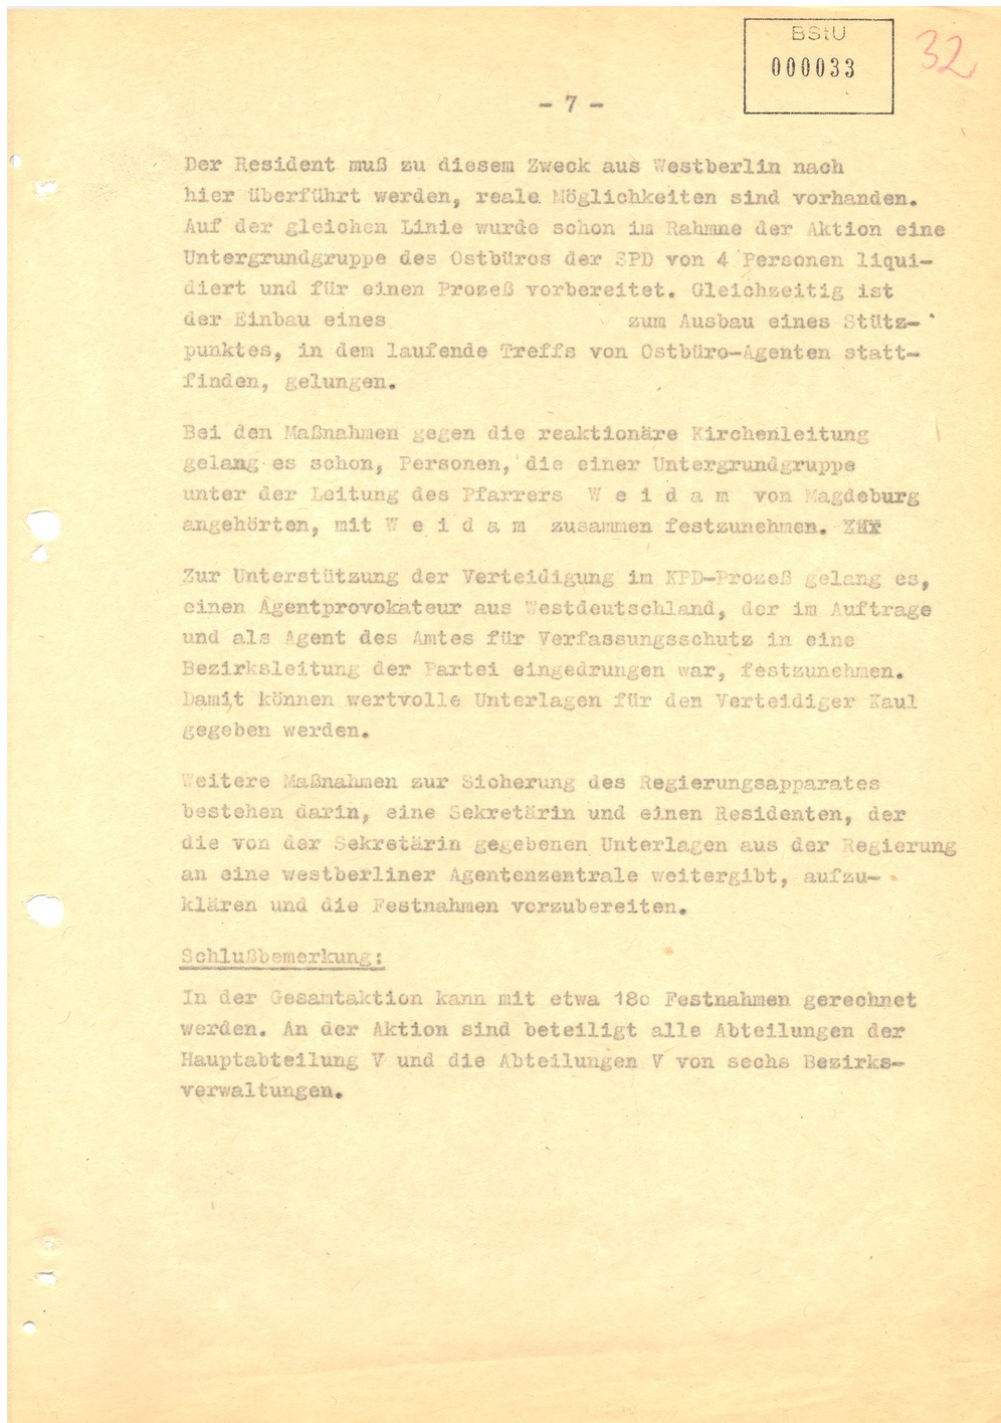 BStU
000033
32
- 7 -
Der Resident muß zu diesem Zweck aus Westberlin nach
hier überführt werden, reale Möglichkeiten sind vorhanden.
Auf der gleichen Linie wurde schon im Rahmne der Aktion eine
Untergrundgruppe des Ostbüros der SPD von 4 Personen liqui-
diert und für einen Prozeß vorbereitet. Gleichzeitig ist
der Einbau eines zum Ausbau eines Stütz-
punktes, in dem laufende Treffs von Ostbüro-Agenten statt-
finden, gelungen.
Bei den Maßnahmen gegen die reaktionäre Kirchenleitung
gelang es schon, Personen, die einer Untergrundgruppe
unter der Leitung des Pfarrers W e i d a m von Magdeburg
angehörten, mit W e i d a m zusammen festzunehmen.
Zur Unterstützung der Verteidigung im KPD-Prozeß gelang es,
einen Agentprovokateur aus Westdeutschland, der im Auftrage
und als Agent des Amtes für Verfassungsschutz in eine
Bezirksleitung der Partei eingedrungen war, festzunehmen.
Damit können wertvolle Unterlagen für den Verteidiger Kaul
gegeben werden.
Weitere Maßnahmen zur Sicherung des Regierungsapparates
bestehen darin, eine Sekretärin und einen Residenten, der
die von der Sekretärin gegebenen Unterlagen aus der Regierung
an eine westberliner Agentenzentrale weitergibt, aufzu-
klären und die Festnahmen vorzubereiten.
Schlußbemerkung:
In der Gesamtaktion kann mit etwa 18o Festnahmen gerechnet
werden. An der Aktion sind beteiligt alle Abteilungen der
Hauptabteilung V und die Abteilungen V von sechs Bezirks-
verwaltungen.